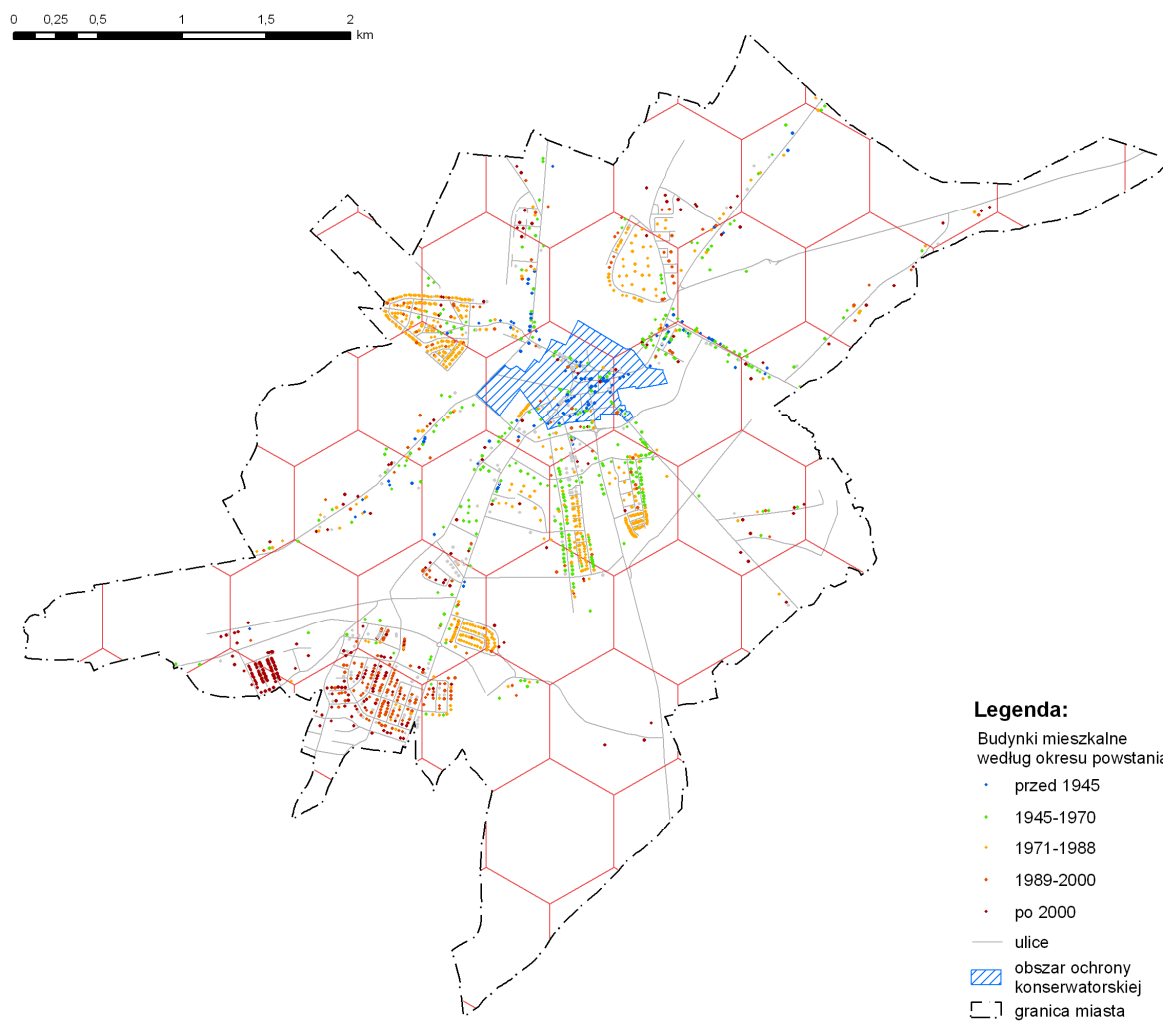 0 0,25 0,5 1 1,5 2
km
Legenda:
Budynki mieszkalne
według okresu powstania
przed 1945
1945-1970
1971-1988
1989-2000
po 2000
ulice
obszar ochrony
konserwatorskiej
granica miasta